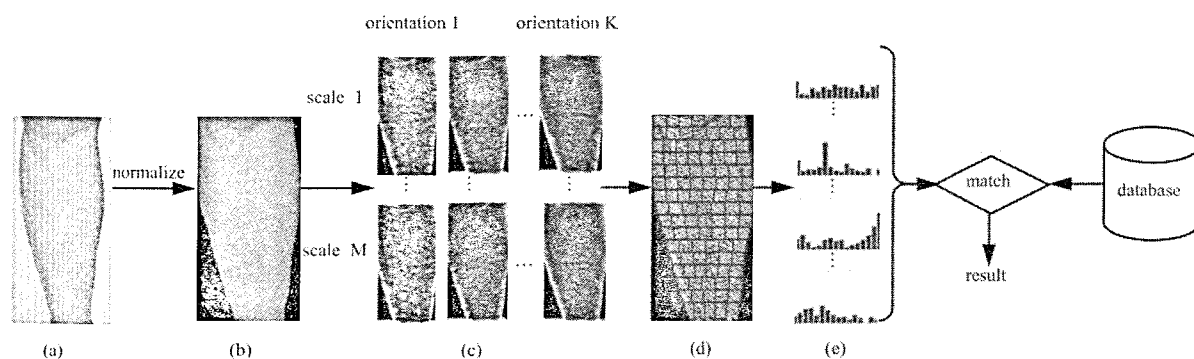 orientation 1
orientation K
scale 1
normalize
scale M
match
database
result
(a)
(b)
(c)
(d)
(e)